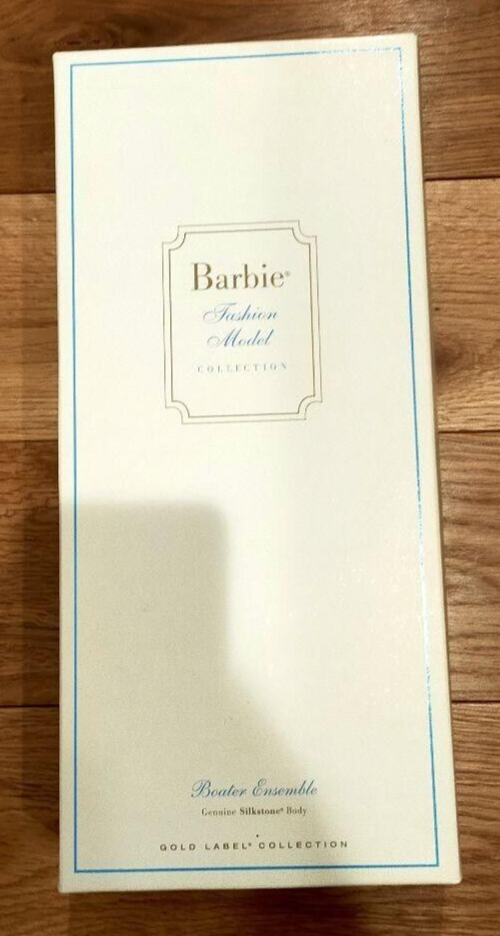 Barbie®
Fashion
Model
COLLECTION
Boater Ensemble
Genuine Silkstone® Body
GOLD LABEL® COLLECTION